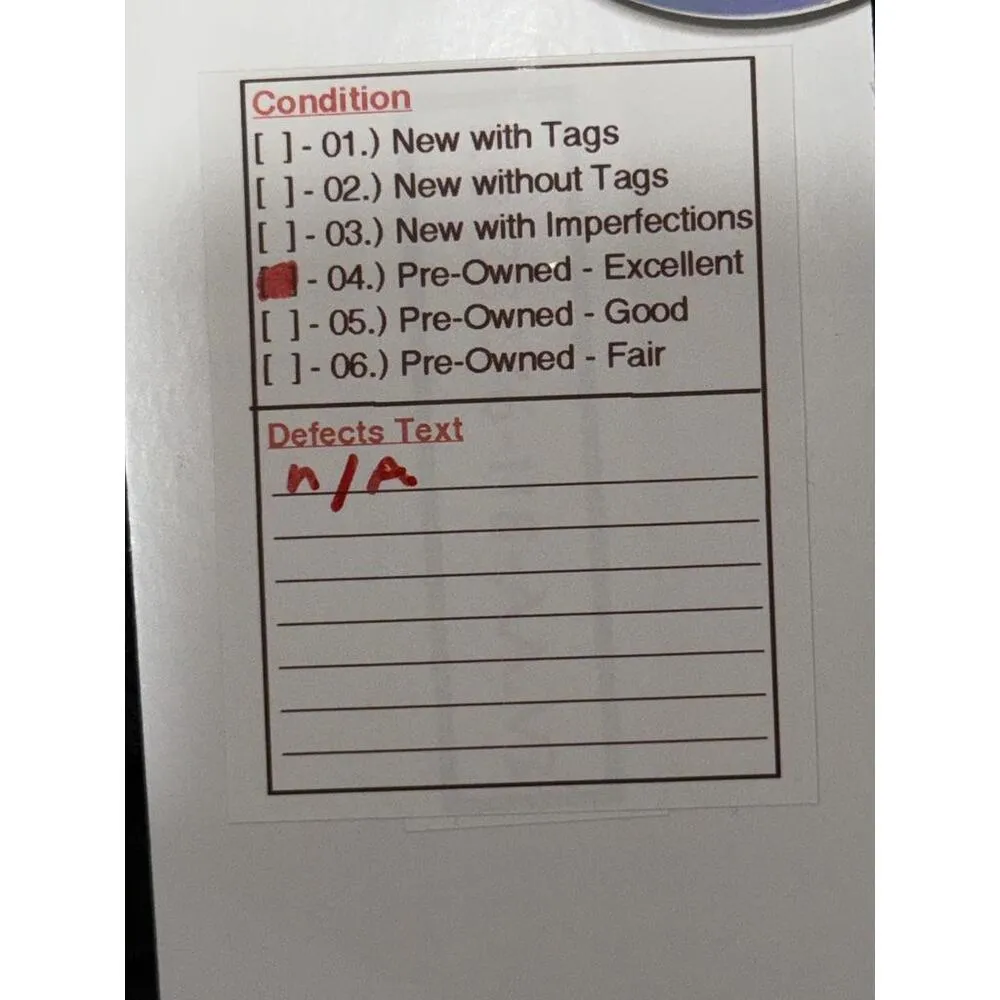 Condition
[ ] - 01.) New with Tags
[ ] - 02.) New without Tags
[ ] - 03.) New with Imperfections
[■] - 04.) Pre-Owned - Excellent
[ ] - 05.) Pre-Owned - Good
[ ] - 06.) Pre-Owned - Fair
Defects Text
n/A